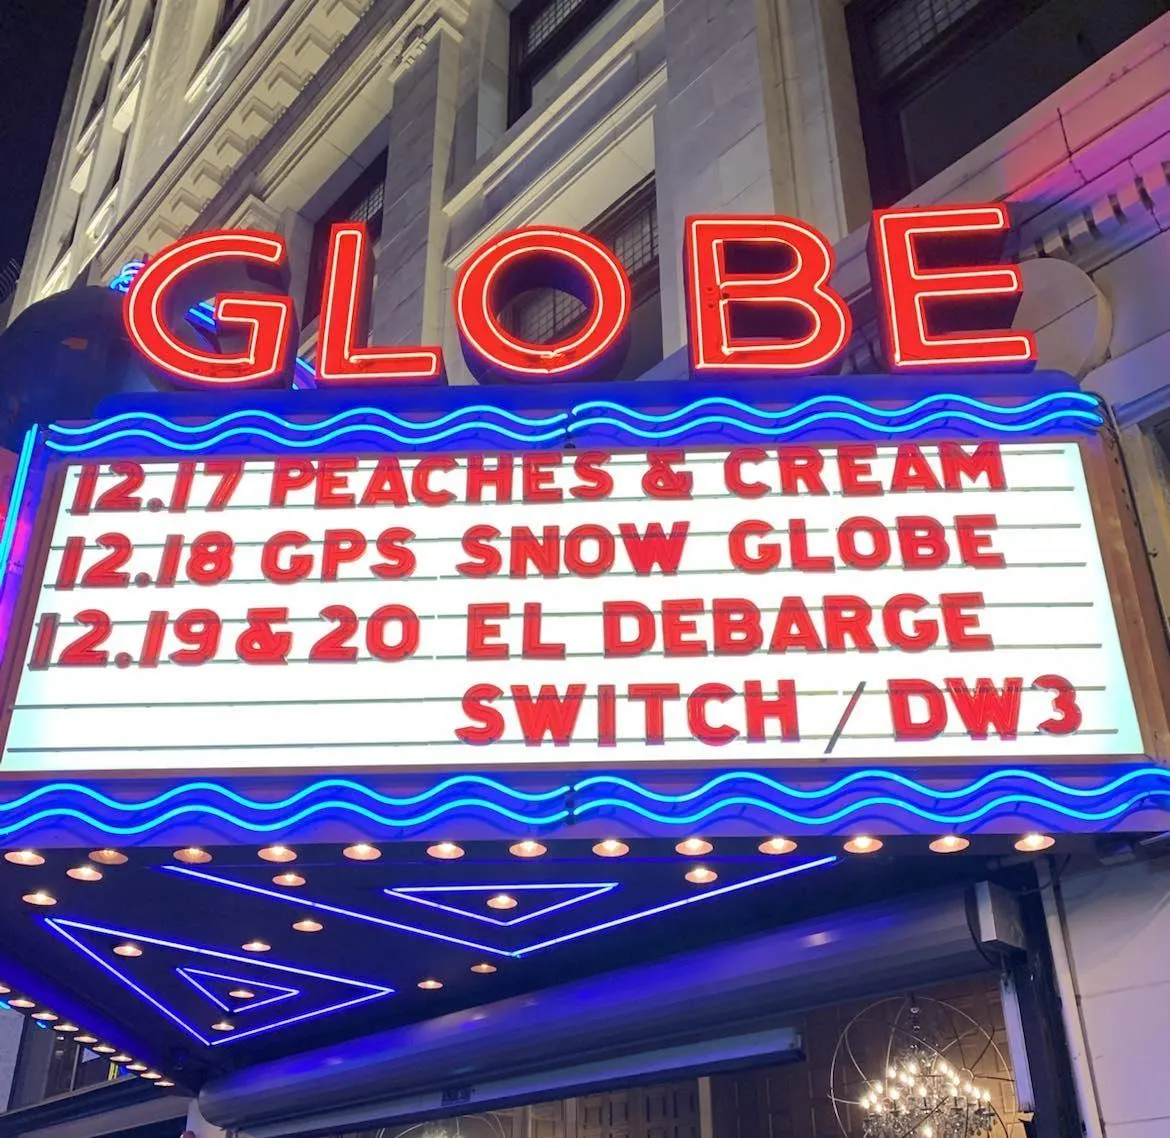 GLOBE
12.17 PEACHES & CREAM
12.18 GPS SNOW GLOBE
12.19 & 20 EL DEBARGE
SWITCH / DW3